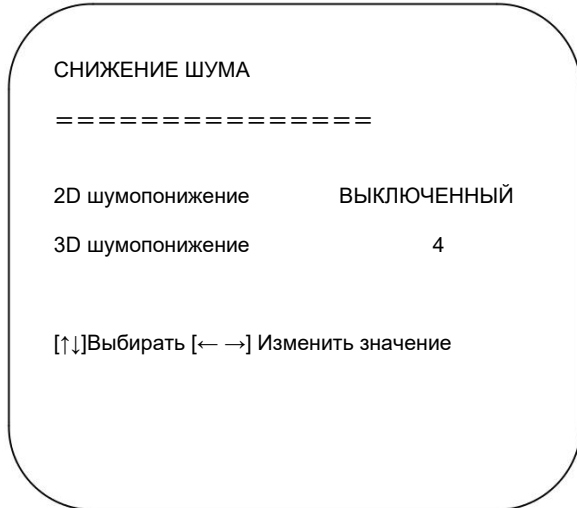 СНИЖЕНИЕ ШУМА
===============
2D шумопонижение ВЫКЛЮЧЕННЫЙ
3D шумопонижение 4
[↑↓]Выбирать [← →] Изменить значение